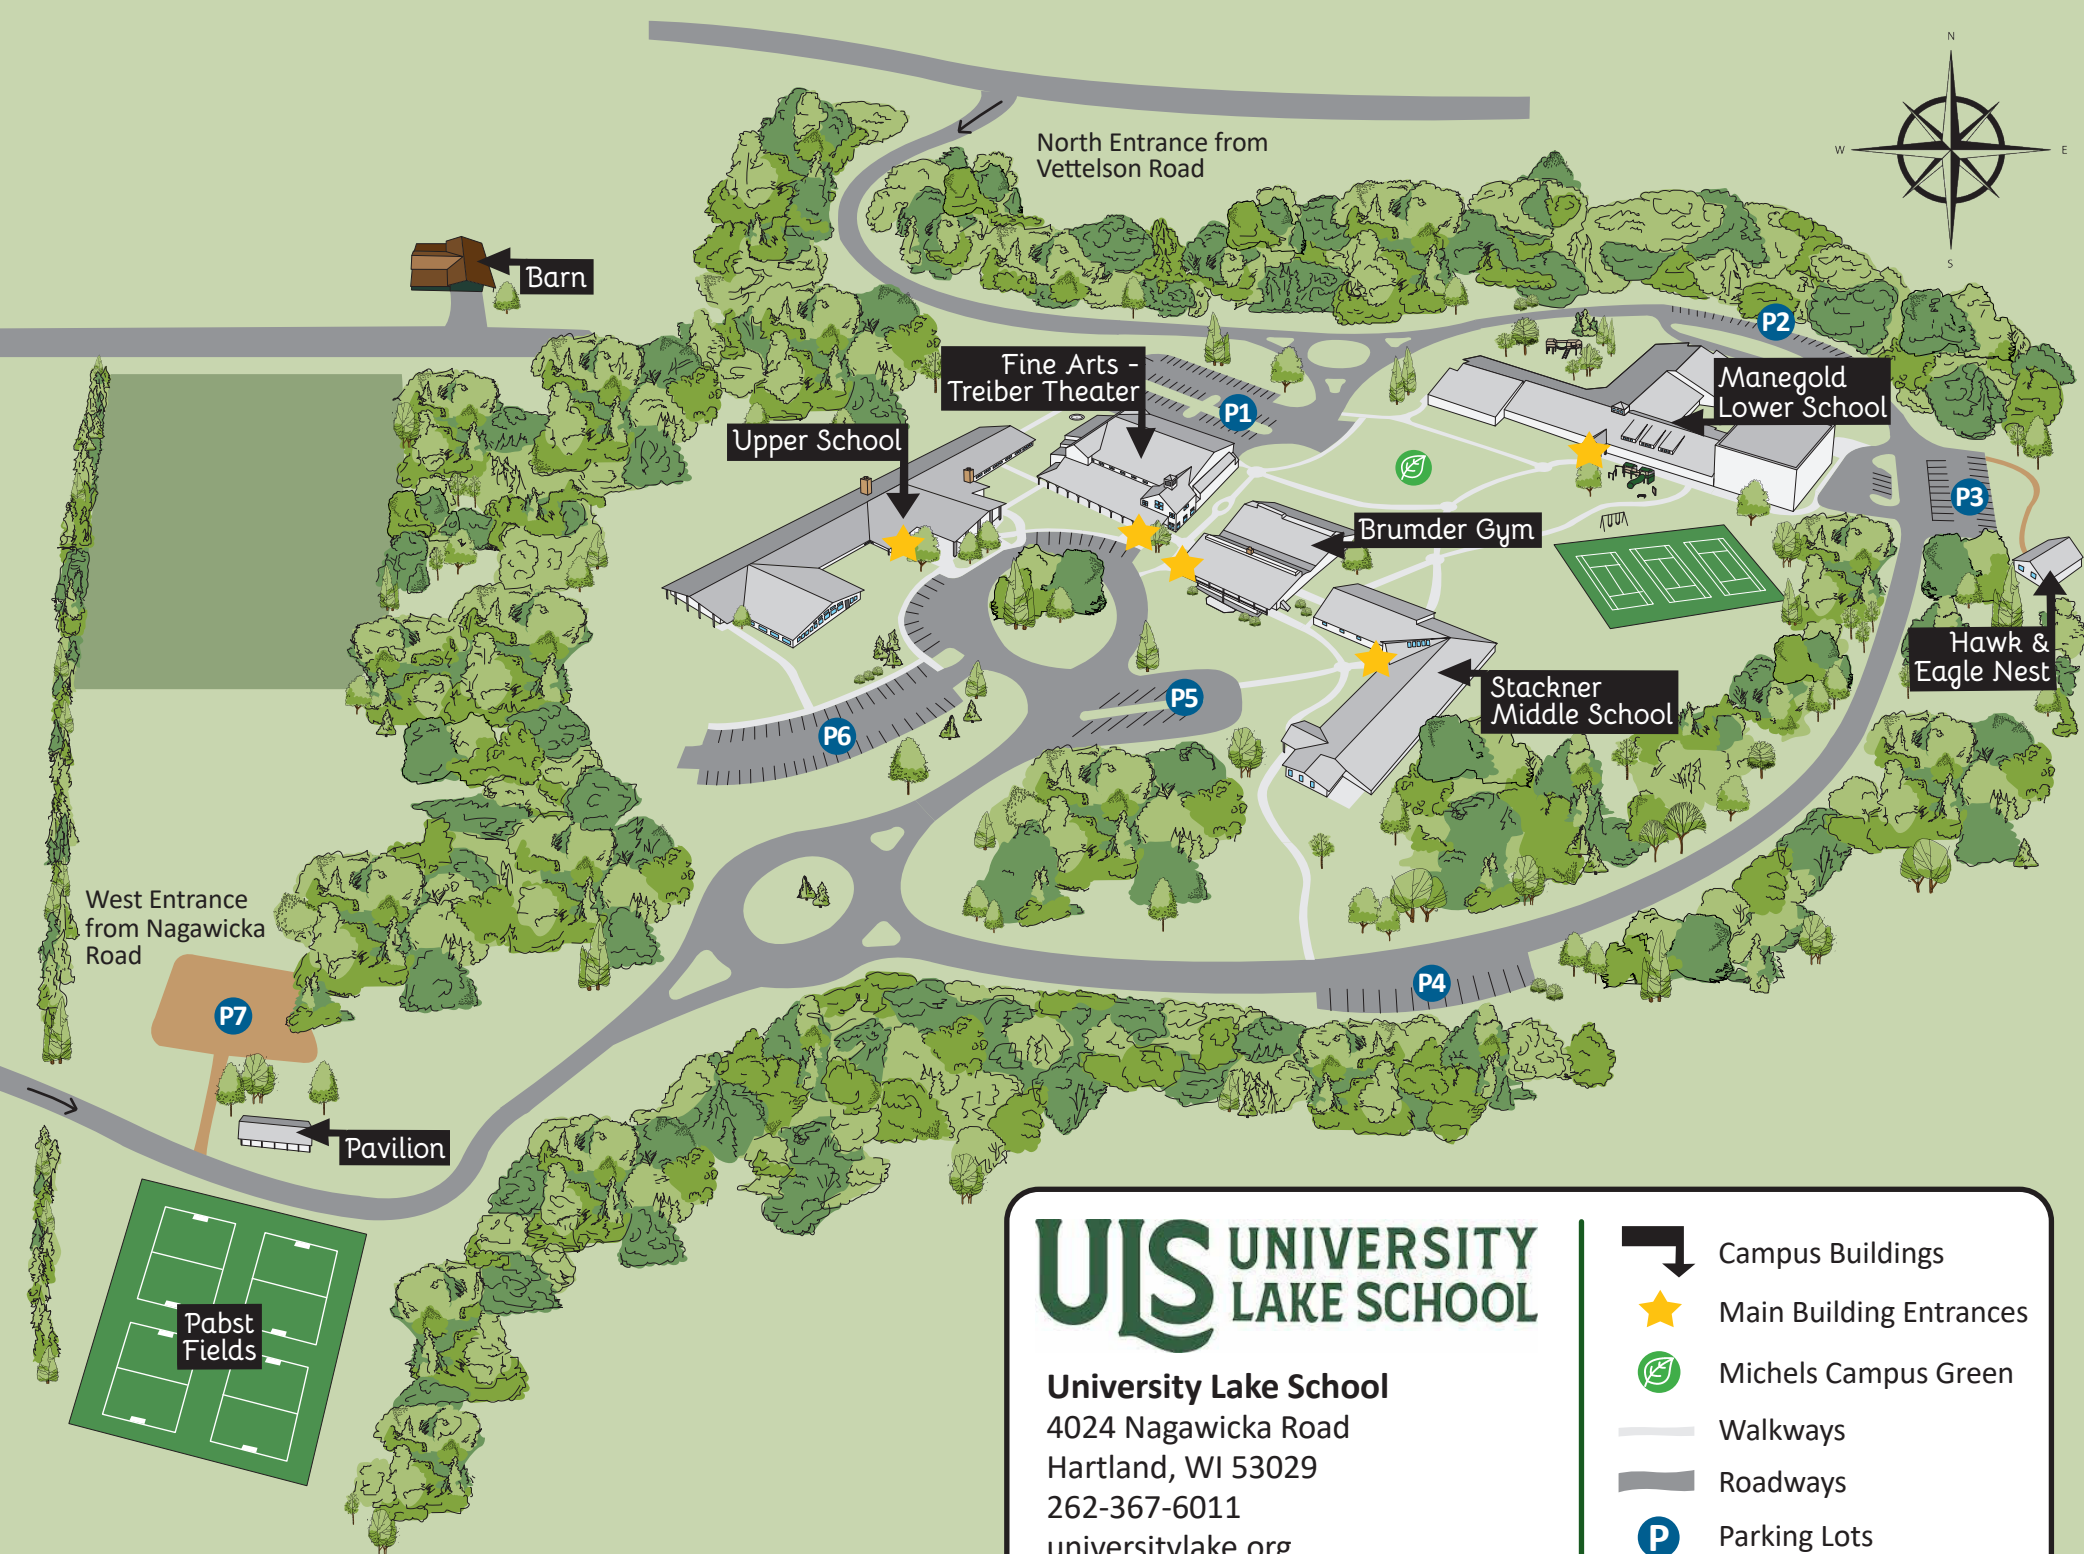 N
W
E
S
North Entrance from
Vettelson Road
Barn
P2
Fine Arts -
Treiber Theater
Manegold
Lower School
P1
Upper School
P3
Brumder Gym
Hawk &
Eagle Nest
Stackner
Middle School
P5
P6
West Entrance
from Nagawicka
Road
P4
P7
Pavilion
Pabst
Fields
ULS UNIVERSITY
LAKE SCHOOL
University Lake School
4024 Nagawicka Road
Hartland, WI 53029
262-367-6011
universitylake.org
Campus Buildings
Main Building Entrances
Michels Campus Green
Walkways
Roadways
P Parking Lots